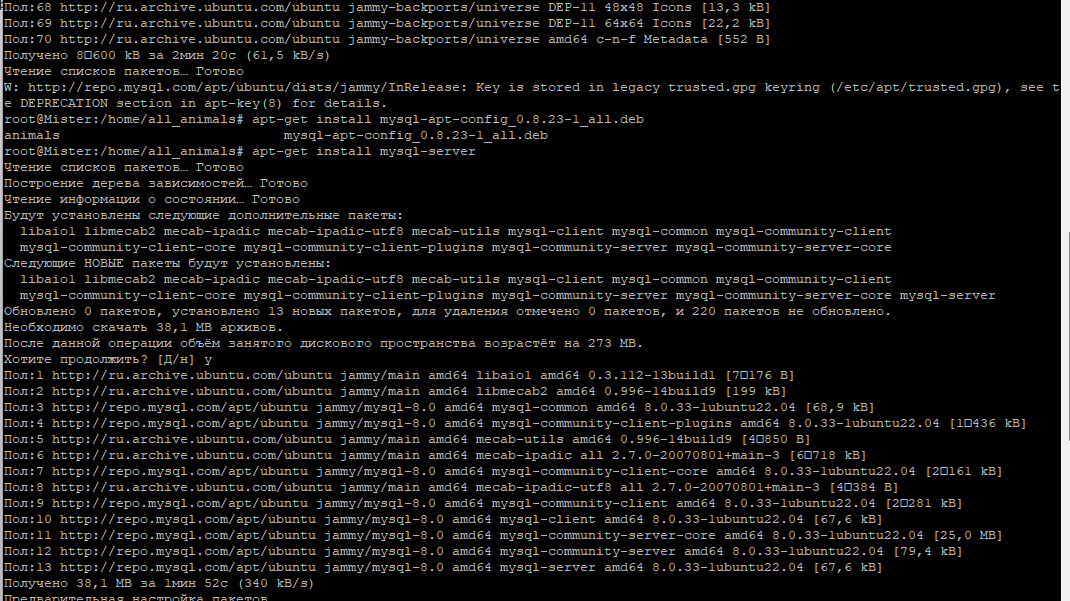 Пол:68 http://ru.archive.ubuntu.com/ubuntu jammy-backports/universe DEP-11 48x48 Icons [13,3 kB]
Пол:69 http://ru.archive.ubuntu.com/ubuntu jammy-backports/universe DEP-11 64x64 Icons [22,2 kB]
Пол:70 http://ru.archive.ubuntu.com/ubuntu jammy-backports/universe amd64 c-n-f Metadata [552 B]
Получено 8□600 kB за 2мин 20с (61,5 kB/s)
Чтение списков пакетов… Готово
W: http://repo.mysql.com/apt/ubuntu/dists/jammy/InRelease: Key is stored in legacy trusted.gpg keyring (/etc/apt/trusted.gpg), see t
e DEPRECATION section in apt-key(8) for details.
root@Mister:/home/all_animals# apt-get install mysql-apt-config_0.8.23-1_all.deb
animals                            mysql-apt-config_0.8.23-1_all.deb
root@Mister:/home/all_animals# apt-get install mysql-server
Чтение списков пакетов… Готово
Построение дерева зависимостей… Готово
Чтение информации о состоянии… Готово
Будут установлены следующие дополнительные пакеты:
  libaio1 libmecab2 mecab-ipadic mecab-ipadic-utf8 mecab-utils mysql-client mysql-common mysql-community-client
  mysql-community-client-core mysql-community-client-plugins mysql-community-server mysql-community-server-core
Следующие НОВЫЕ пакеты будут установлены:
  libaio1 libmecab2 mecab-ipadic mecab-ipadic-utf8 mecab-utils mysql-client mysql-common mysql-community-client
  mysql-community-client-core mysql-community-client-plugins mysql-community-server mysql-community-server-core mysql-server
Обновлено 0 пакетов, установлено 13 новых пакетов, для удаления отмечено 0 пакетов, и 220 пакетов не обновлено.
Необходимо скачать 38,1 MB архивов.
После данной операции объём занятого дискового пространства возрастёт на 273 MB.
Хотите продолжить? [Д/н] y
Пол:1 http://ru.archive.ubuntu.com/ubuntu jammy/main amd64 libaio1 amd64 0.3.112-13build1 [7□176 B]
Пол:2 http://ru.archive.ubuntu.com/ubuntu jammy/main amd64 libmecab2 amd64 0.996-14build9 [199 kB]
Пол:3 http://repo.mysql.com/apt/ubuntu jammy/mysql-8.0 amd64 mysql-common amd64 8.0.33-1ubuntu22.04 [68,9 kB]
Пол:4 http://repo.mysql.com/apt/ubuntu jammy/mysql-8.0 amd64 mysql-community-client-plugins amd64 8.0.33-1ubuntu22.04 [1□436 kB]
Пол:5 http://ru.archive.ubuntu.com/ubuntu jammy/main amd64 mecab-utils amd64 0.996-14build9 [4□850 B]
Пол:6 http://ru.archive.ubuntu.com/ubuntu jammy/main amd64 mecab-ipadic all 2.7.0-20070801+main-3 [6□718 kB]
Пол:7 http://repo.mysql.com/apt/ubuntu jammy/mysql-8.0 amd64 mysql-community-client-core amd64 8.0.33-1ubuntu22.04 [2□161 kB]
Пол:8 http://ru.archive.ubuntu.com/ubuntu jammy/main amd64 mecab-ipadic-utf8 all 2.7.0-20070801+main-3 [4□384 B]
Пол:9 http://repo.mysql.com/apt/ubuntu jammy/mysql-8.0 amd64 mysql-community-client amd64 8.0.33-1ubuntu22.04 [2□281 kB]
Пол:10 http://repo.mysql.com/apt/ubuntu jammy/mysql-8.0 amd64 mysql-client amd64 8.0.33-1ubuntu22.04 [67,6 kB]
Пол:11 http://repo.mysql.com/apt/ubuntu jammy/mysql-8.0 amd64 mysql-community-server-core amd64 8.0.33-1ubuntu22.04 [25,0 MB]
Пол:12 http://repo.mysql.com/apt/ubuntu jammy/mysql-8.0 amd64 mysql-community-server amd64 8.0.33-1ubuntu22.04 [79,4 kB]
Пол:13 http://repo.mysql.com/apt/ubuntu jammy/mysql-8.0 amd64 mysql-server amd64 8.0.33-1ubuntu22.04 [67,6 kB]
Получено 38,1 MB за 1мин 52с (340 kB/s)
Предварительная настройка пакетов